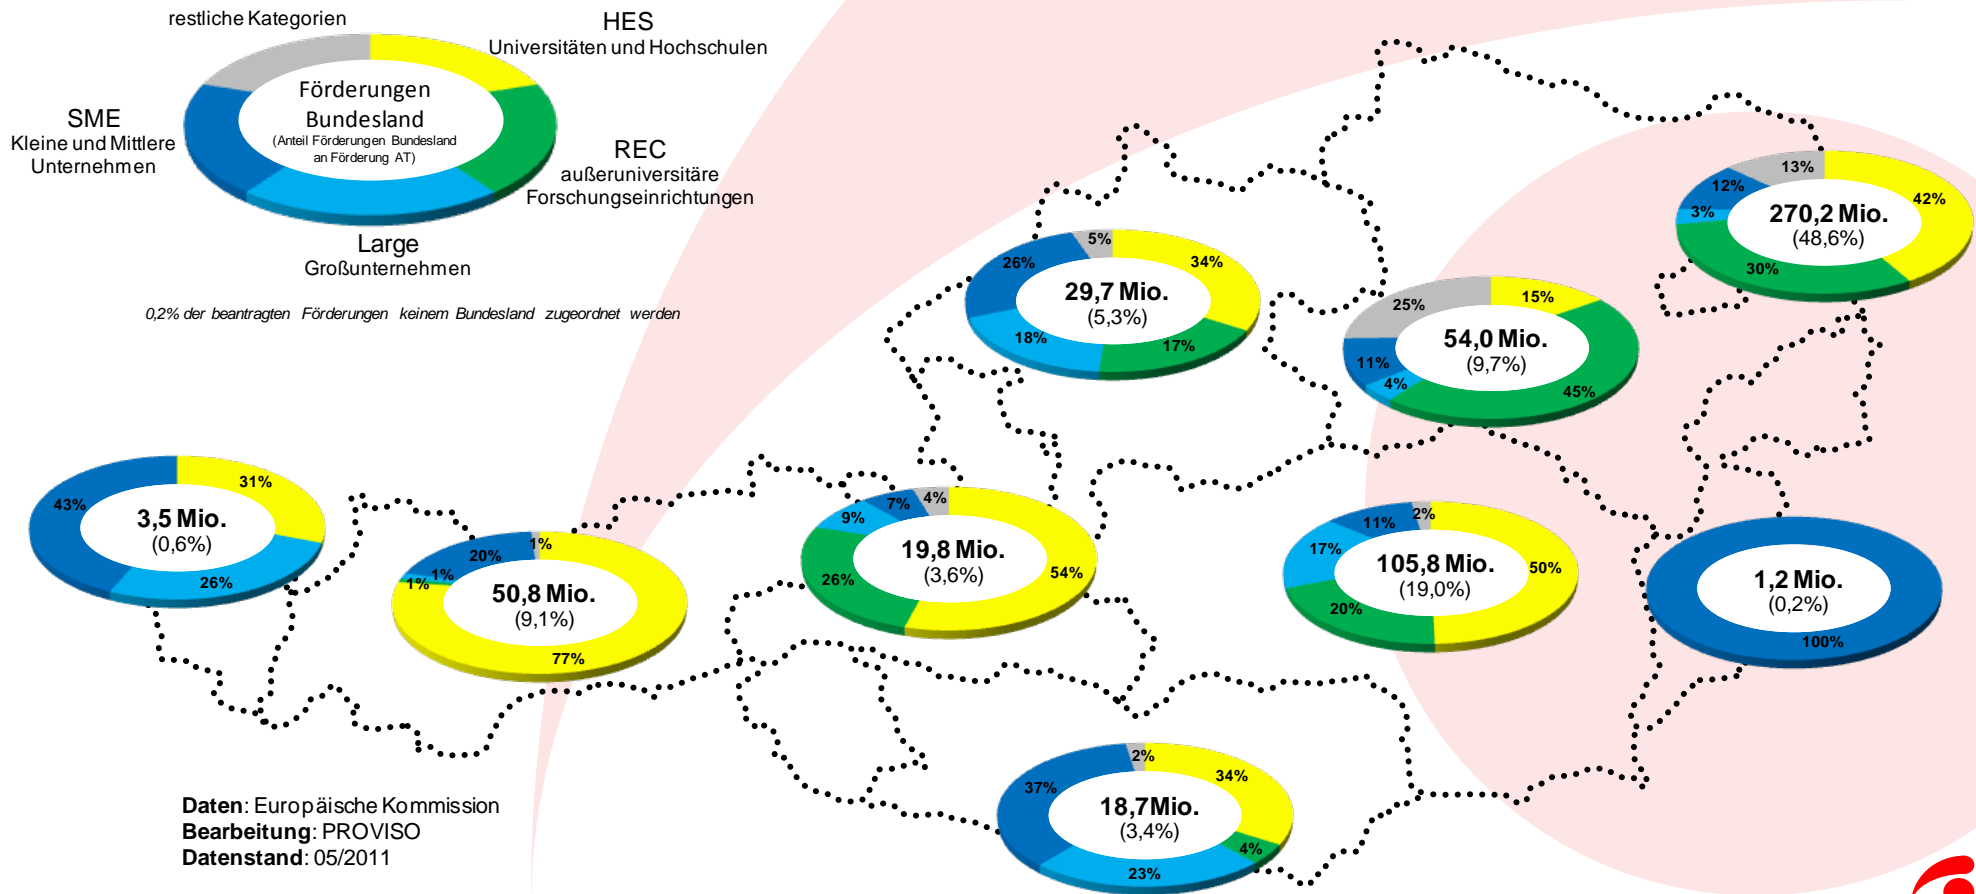 restliche Kategorien
HES
Universitäten und Hochschulen
Förderungen
Bundesland
(Anteil Förderungen Bundesland
an Förderung AT)
SME
Kleine und Mittlere
Unternehmen
REC
außeruniversitäre
Forschungseinrichtungen
Large
Großunternehmen
0,2% der beantragten Förderungen keinem Bundesland zugeordnet werden
13%
12%
42%
3%
270,2 Mio.
(48,6%)
30%
5%
26%
34%
29,7 Mio.
(5,3%)
18%
17%
25%
15%
54,0 Mio.
(9,7%)
11%
4%
45%
43%
31%
3,5 Mio.
(0,6%)
26%
1%
20%
1%
1%
50,8 Mio.
(9,1%)
77%
4%
7%
9%
19,8 Mio.
(3,6%)
54%
26%
2%
11%
17%
105,8 Mio.
(19,0%)
50%
20%
1,2 Mio.
(0,2%)
100%
2%
37%
34%
18,7Mio.
(3,4%)
4%
23%
Daten: Europäische Kommission
Bearbeitung: PROVISO
Datenstand: 05/2011